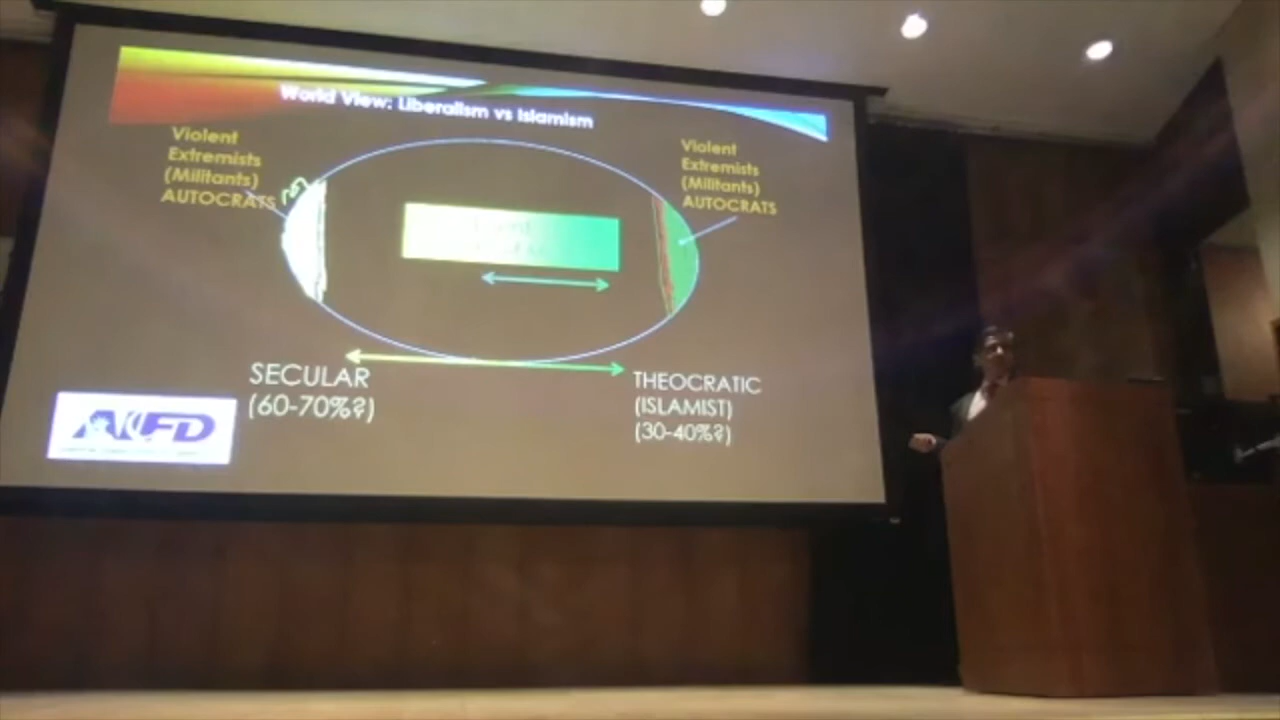 World View: Liberalism vs Islamism
Violent
Extremists
(Militants)
AUTOCRATS
Violent
Extremists
(Militants)
AUTOCRATS
SECULAR
(60-70%?)
THEOCRATIC
(ISLAMIST)
(30-40%?)
AIFD